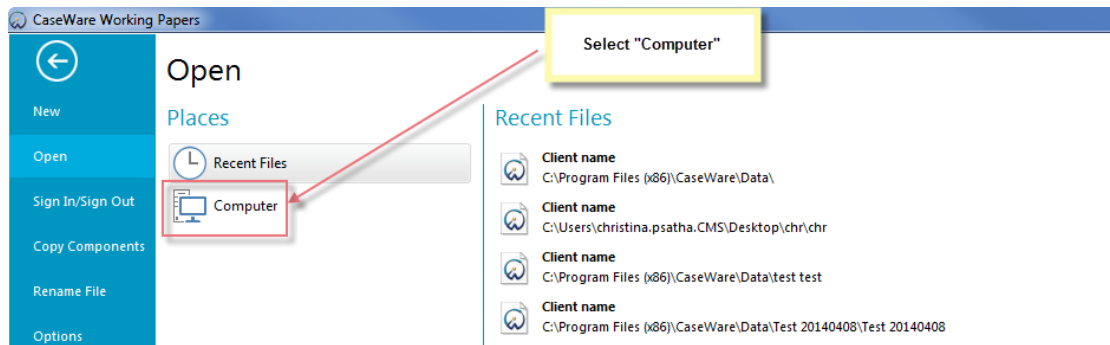 CaseWare Working Papers
Select "Computer"
Open
New
Open
Sign In/Sign Out
Copy Components
Rename File
Options
Places
Recent Files
Computer
Recent Files
Client name
C:\Program Files (x86)\CaseWare\Data\
Client name
C:\Users\christina.psatha.CMS\Desktop\chr\chr
Client name
C:\Program Files (x86)\CaseWare\Data\test test
Client name
C:\Program Files (x86)\CaseWare\Data\Test 20140408\Test 20140408